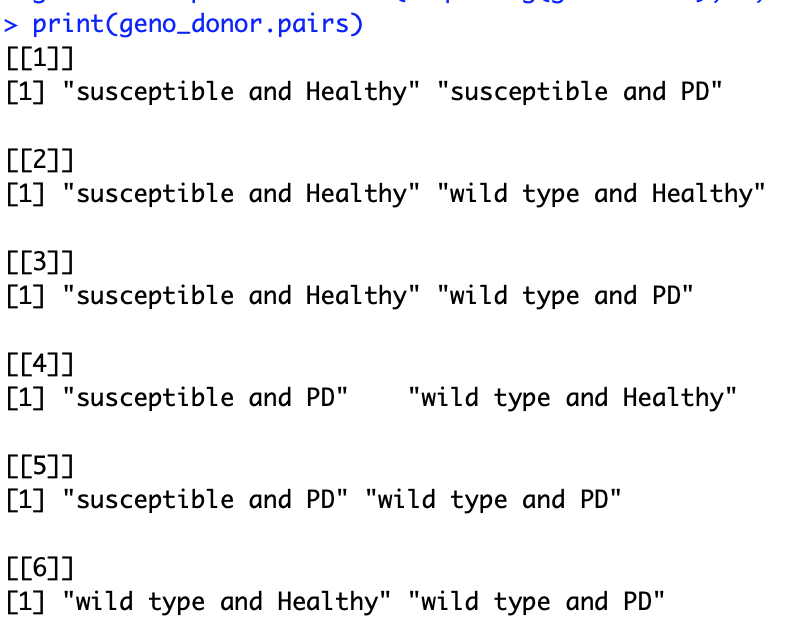 > print(geno_donor.pairs)
[[1]]
[1] "susceptible and Healthy" "susceptible and PD"
[[2]]
[1] "susceptible and Healthy" "wild type and Healthy"
[[3]]
[1] "susceptible and Healthy" "wild type and PD"
[[4]]
[1] "susceptible and PD"    "wild type and Healthy"
[[5]]
[1] "susceptible and PD" "wild type and PD"
[[6]]
[1] "wild type and Healthy" "wild type and PD"